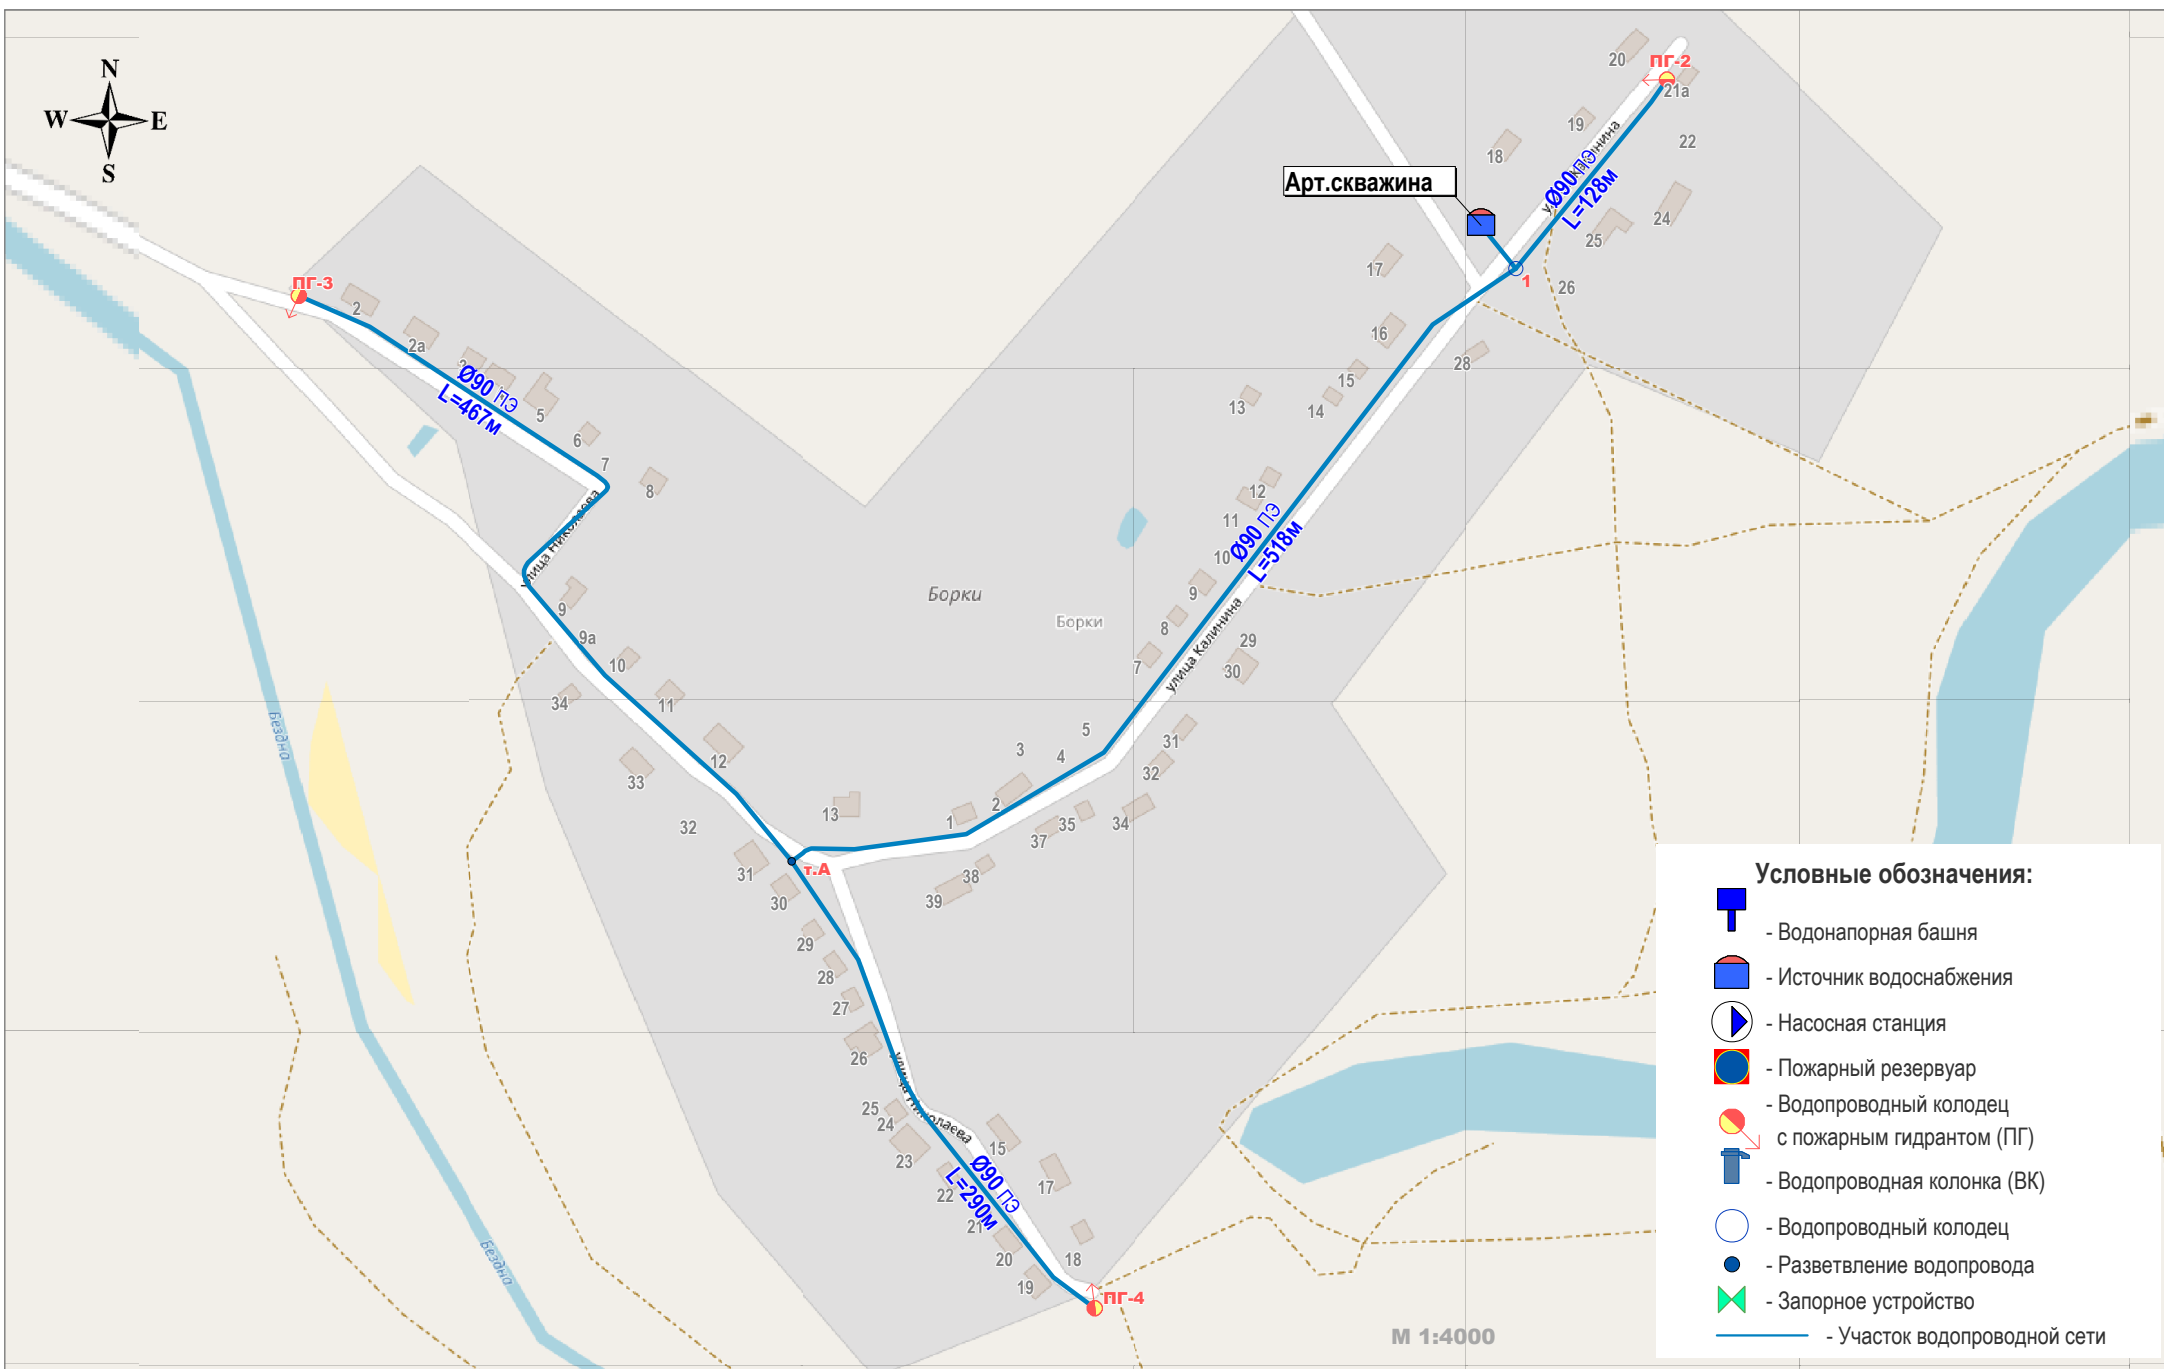 N
W
E
S
20
ПГ-2
21а
19
22
18
Арт.скважина
Ø90 ПЭ
L=128м
24
25
17
1
26
ПГ-3
2
2а
16
28
15
14
13
Ø90 ПЭ
L=467м
5
6
7
8
улица Николаева
12
11
10
Ø90 ПЭ
L=518м
9
8
7
улица Калинина
29
30
Борки
Борки
9
9а
10
34
11
12
33
32
13
Бездна
5
3
4
2
1
31
32
34
35
37
38
39
т.А
31
30
29
28
27
26
улица Николаева
25
24
23
15
17
22
21
Ø90 ПЭ
L=290м
20
19
18
ПГ-4
Бездна
М 1:4000
Условные обозначения:
- Водонапорная башня
- Источник водоснабжения
- Насосная станция
- Пожарный резервуар
- Водопроводный колодец
с пожарным гидрантом (ПГ)
- Водопроводная колонка (ВК)
- Водопроводный колодец
- Разветвление водопровода
- Запорное устройство
- Участок водопроводной сети